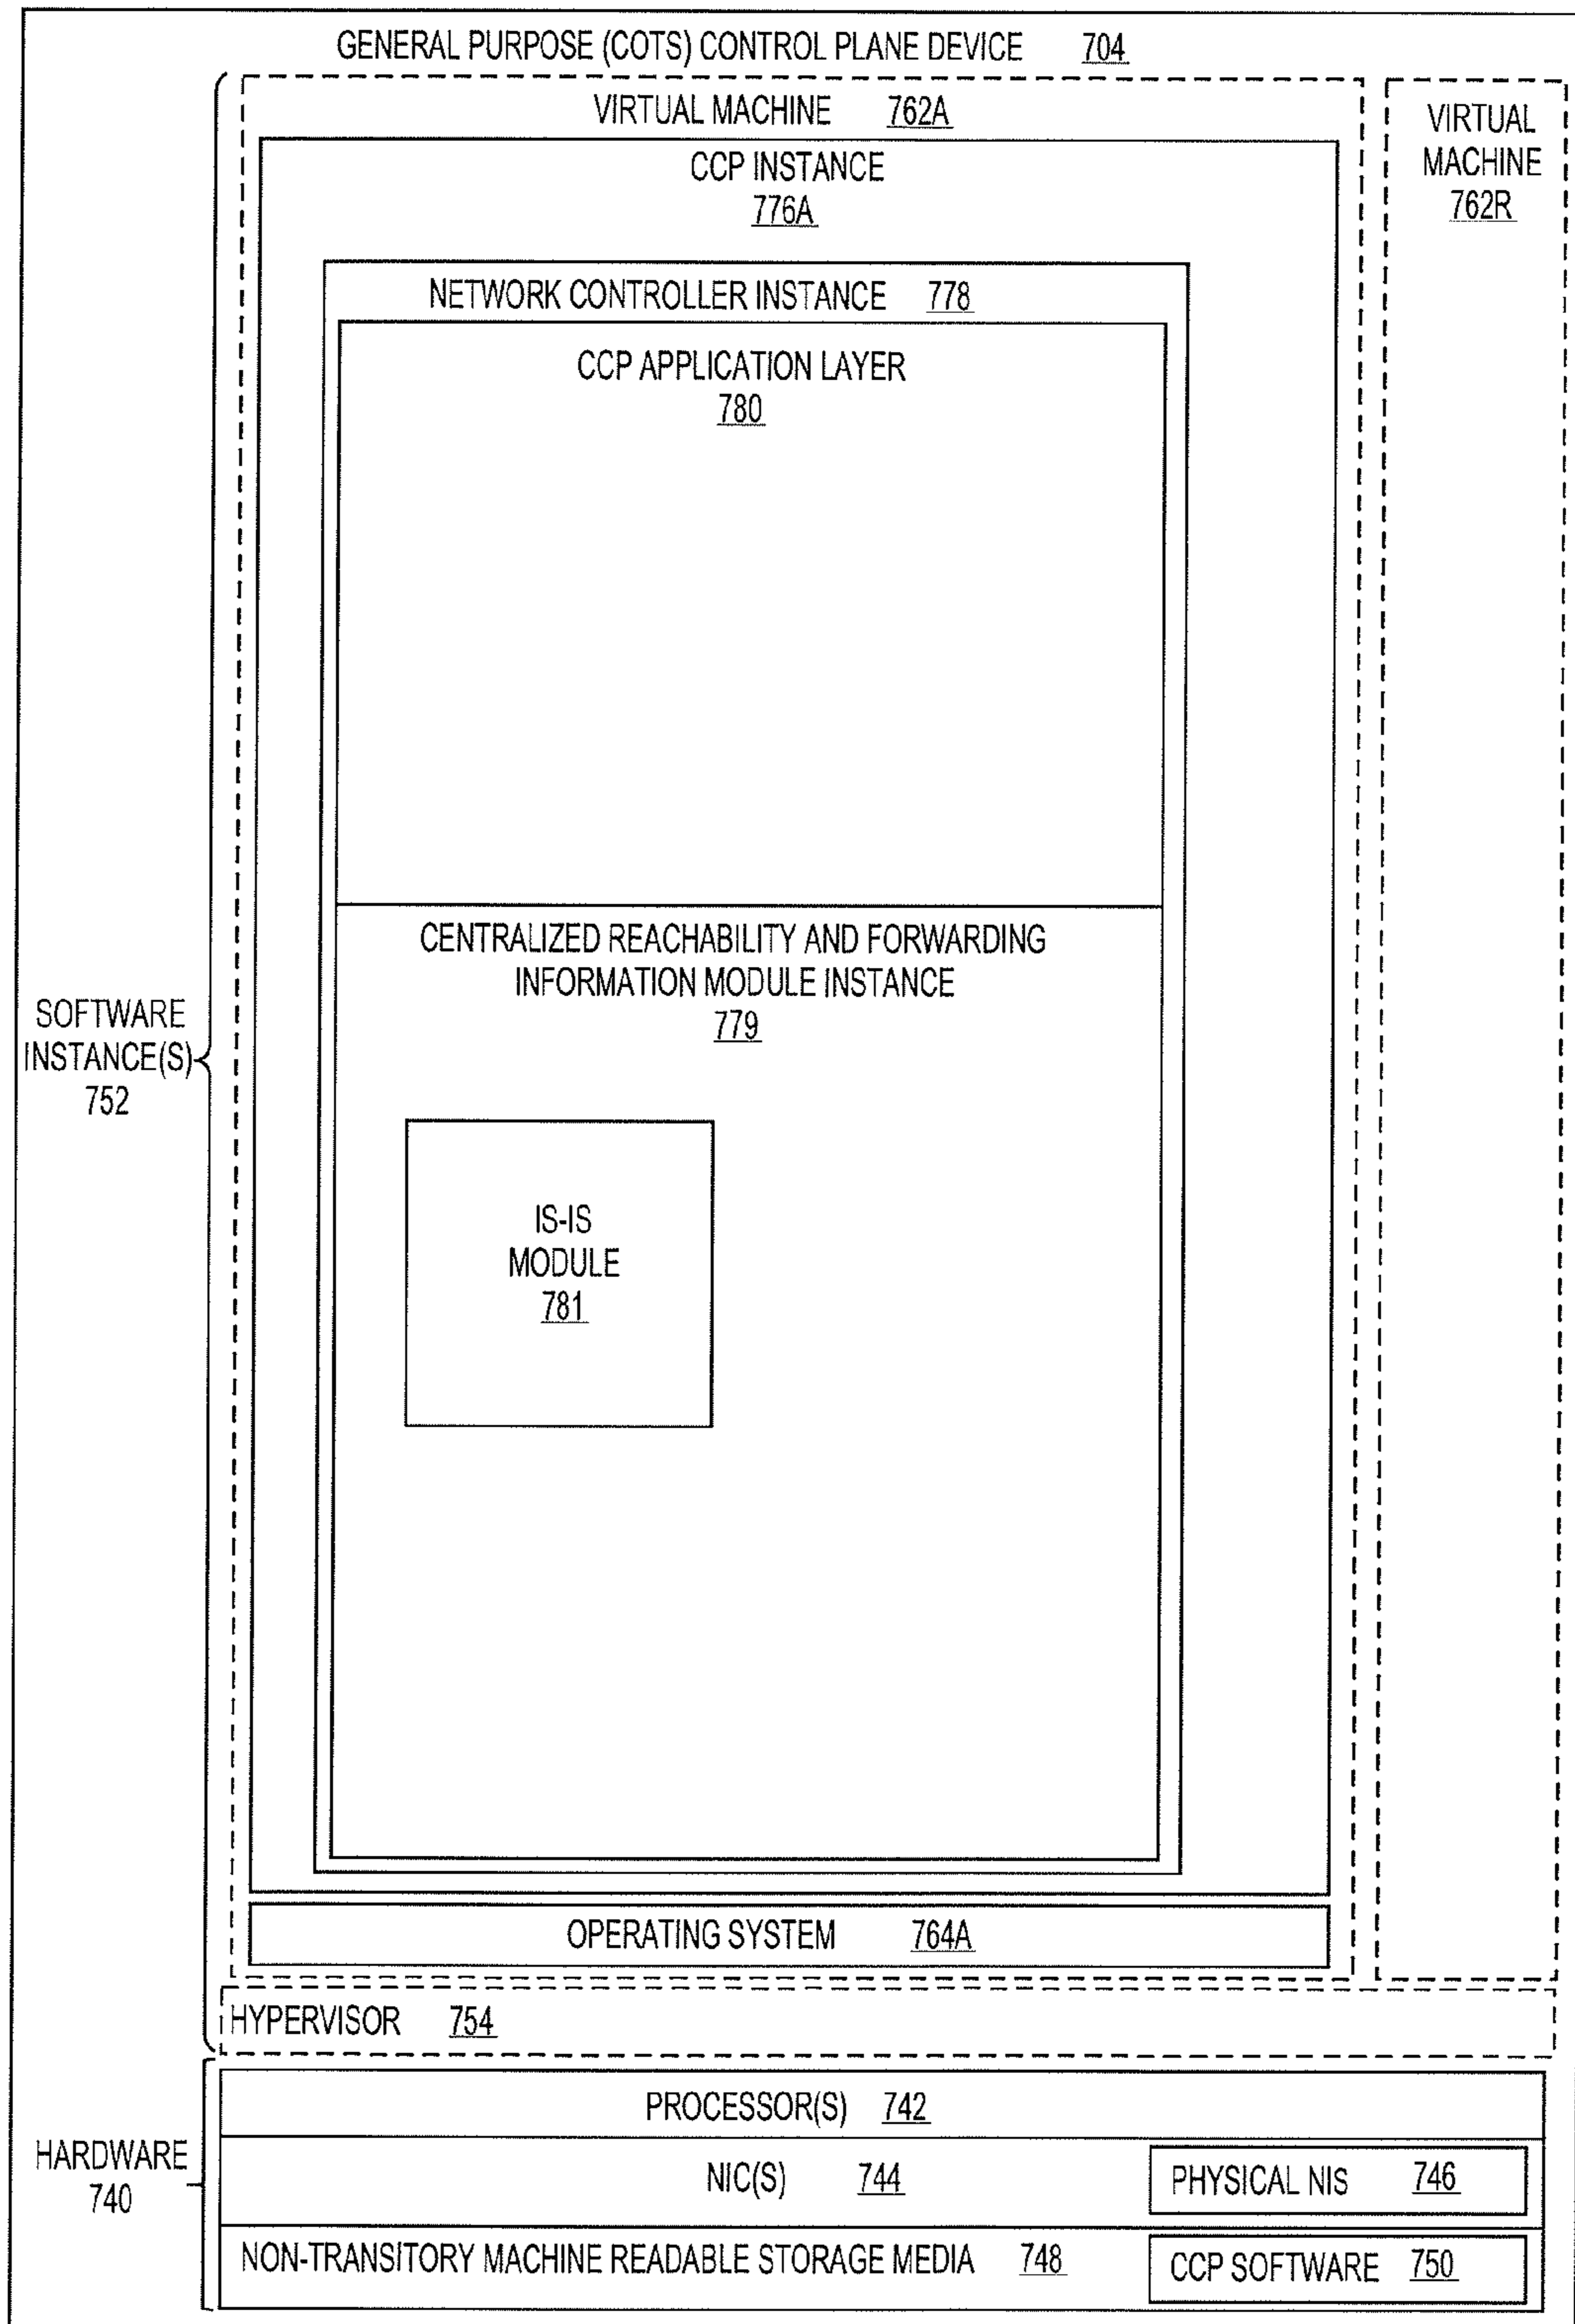 GENERAL PURPOSE (COTS) CONTROL PLANE DEVICE 704
VIRTUAL MACHINE 762A
VIRTUAL
MACHINE
762R
CCP INSTANCE
776A
NETWORK CONTROLLER INSTANCE 778
CCP APPLICATION LAYER
780
CENTRALIZED REACHABILITY AND FORWARDING
INFORMATION MODULE INSTANCE
779
SOFTWARE
INSTANCE(S)
752
IS-IS
MODULE
781
OPERATING SYSTEM 764A
HYPERVISOR 754
PROCESSOR(S) 742
HARDWARE
740
NIC(S) 744
PHYSICAL NIS 746
NON-TRANSITORY MACHINE READABLE STORAGE MEDIA 748
CCP SOFTWARE 750